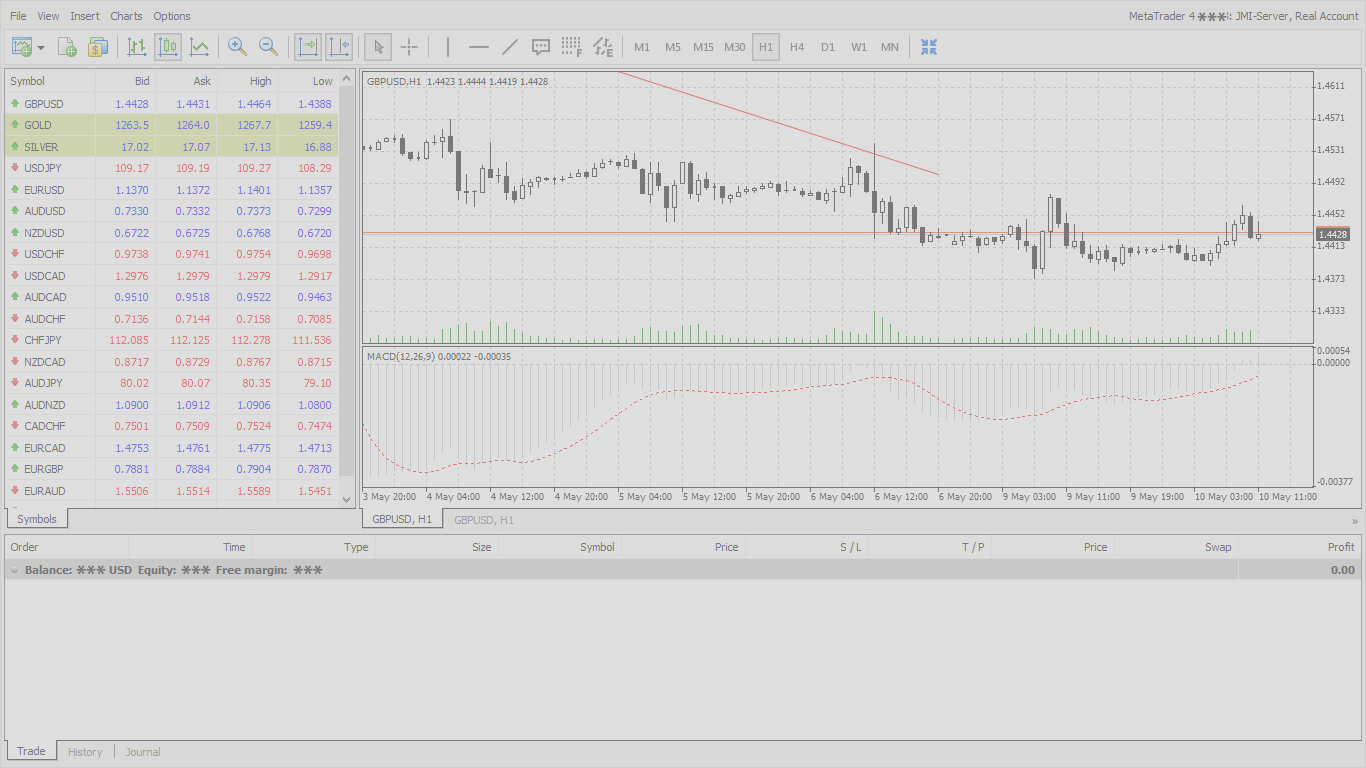 File View Insert Charts Options MetaTrader 4 ***: JMI-Server, Real Account
M1 M5 M15 M30 H1 H4 D1 W1 MN
Symbol Bid Ask High Low
GBPUSD 1.4428 1.4431 1.4464 1.4388
GOLD 1263.5 1264.0 1267.7 1259.4
SILVER 17.02 17.07 17.13 16.88
USDJPY 109.17 109.19 109.27 108.29
EURUSD 1.1370 1.1372 1.1401 1.1357
AUDUSD 0.7330 0.7332 0.7373 0.7299
NZDUSD 0.6722 0.6725 0.6768 0.6720
USDCHF 0.9738 0.9741 0.9754 0.9698
USDCAD 1.2976 1.2979 1.2979 1.2917
AUDCAD 0.9510 0.9518 0.9522 0.9463
AUDCHF 0.7136 0.7144 0.7158 0.7085
CHFJPY 112.085 112.125 112.278 111.536
NZDCAD 0.8717 0.8729 0.8767 0.8715
AUDJPY 80.02 80.07 80.35 79.10
AUDNZD 1.0900 1.0912 1.0906 1.0800
CADCHF 0.7501 0.7509 0.7524 0.7474
EURCAD 1.4753 1.4761 1.4775 1.4713
EURGBP 0.7881 0.7884 0.7904 0.7870
EURAUD 1.5506 1.5514 1.5589 1.5451
Symbols
GBPUSD,H1 1.4423 1.4444 1.4419 1.4428
1.4611
1.4571
1.4531
1.4492
1.4452
1.4428
1.4413
1.4373
1.4333
MACD(12,26,9) 0.00022 -0.00035
0.00054
0.00000
-0.00377
3 May 20:00 4 May 04:00 4 May 12:00 4 May 20:00 5 May 04:00 5 May 12:00 5 May 20:00 6 May 04:00 6 May 12:00 6 May 20:00 9 May 03:00 9 May 11:00 9 May 19:00 10 May 03:00 10 May 11:00
GBPUSD, H1 GBPUSD, H1 »
Order Time Type Size Symbol Price S / L T / P Price Swap Profit
Balance: *** USD Equity: *** Free margin: *** 0.00
Trade History Journal